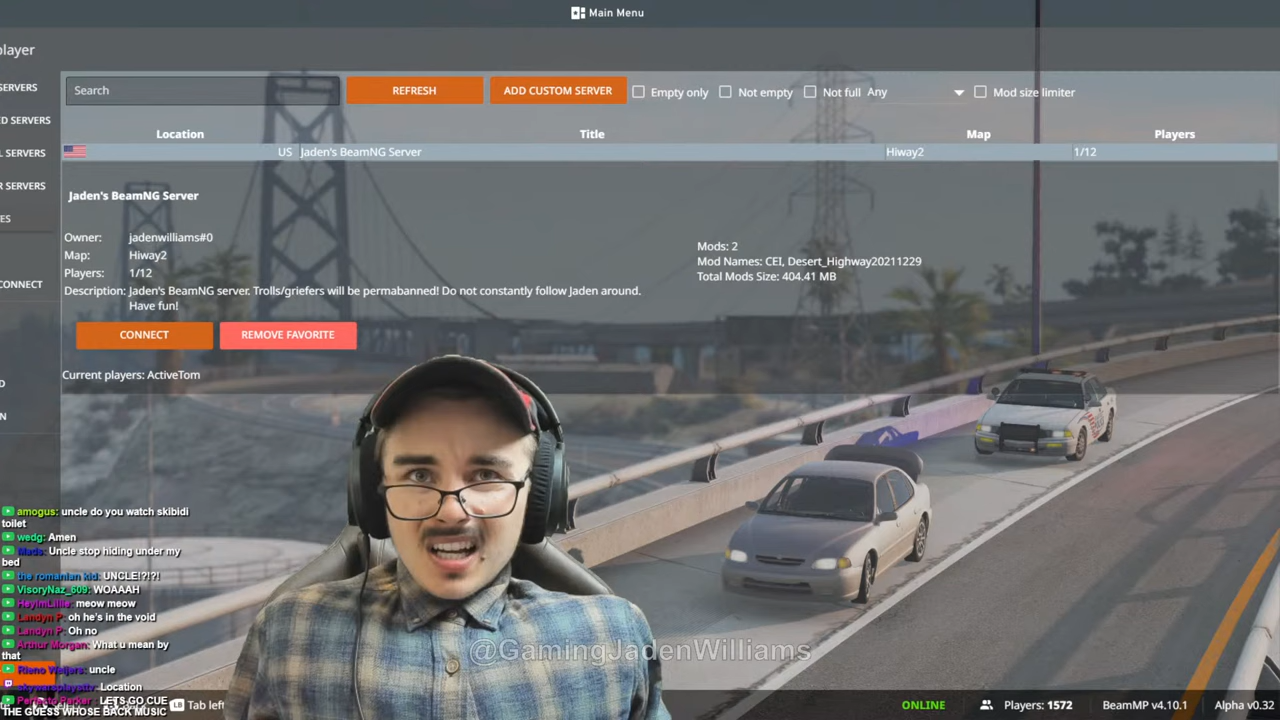 Main Menu
player
SERVERS
ED SERVERS
L SERVERS
R SERVERS
ES
CONNECT
D
N
Search
REFRESH
ADD CUSTOM SERVER
Empty only
Not empty
Not full
Any
Mod size limiter
Location
Title
Map
Players
US
Jaden's BeamNG Server
Hiway2
1/12
Jaden's BeamNG Server
Owner: jadenwilliams#0
Map: Hiway2
Players: 1/12
Description: Jaden's BeamNG server. Trolls/griefers will be permabanned! Do not constantly follow Jaden around.
Have fun!
Mods: 2
Mod Names: CEI, Desert_Highway20211229
Total Mods Size: 404.41 MB
CONNECT
REMOVE FAVORITE
Current players: ActiveTom
amogus: uncle do you watch skibidi
toilet
wedg: Amen
Mads: Uncle stop hiding under my
bed
the romanian kid: UNCLE!?!?!
VisoryNaz_609: WOAAAH
HeyimLillie: meow meow
Landyn P: oh he's in the void
Landyn P: Oh no
Arthur Morgan: What u mean by
that
Rieno Weijers: uncle
skywarsplaysttv: Location
LETS GO CUE
THE GUESS WHOSE BACK MUSIC
LB Tab left
@GamingJadenWilliams
ONLINE
Players: 1572
BeamMP v4.10.1
Alpha v0.32